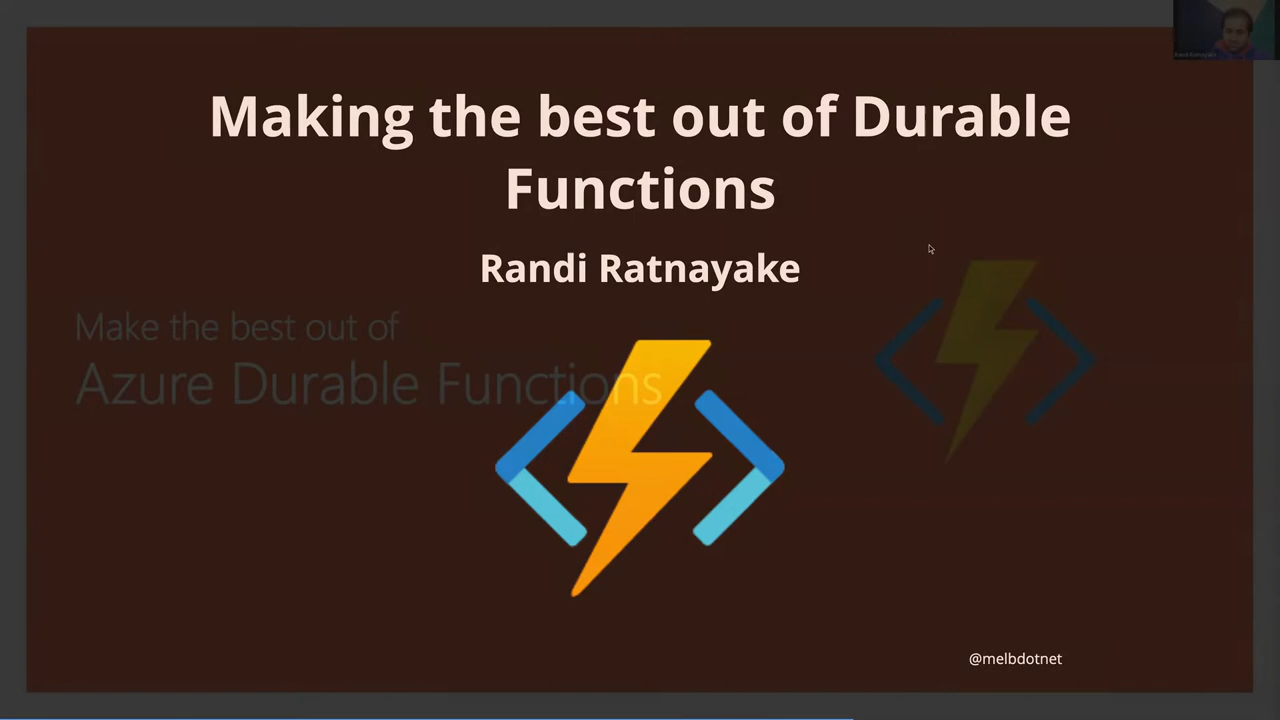 Making the best out of Durable
Functions
Randi Ratnayake
Make the best out of
Azure Durable Functions
@melbdotnet